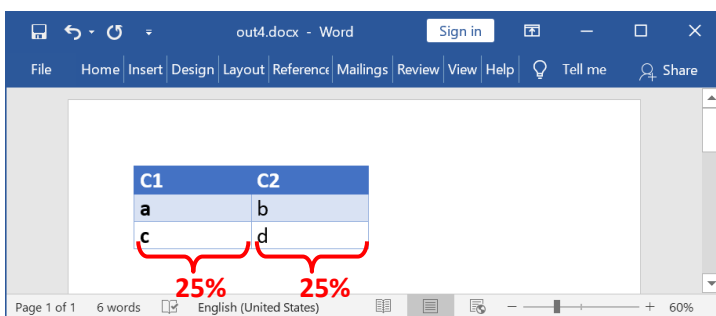 out4.docx - Word Sign in
File Home Insert Design Layout Reference Mailings Review View Help Tell me Share
C1 C2
a b
c d
25% 25%
Page 1 of 1 6 words English (United States) 60%